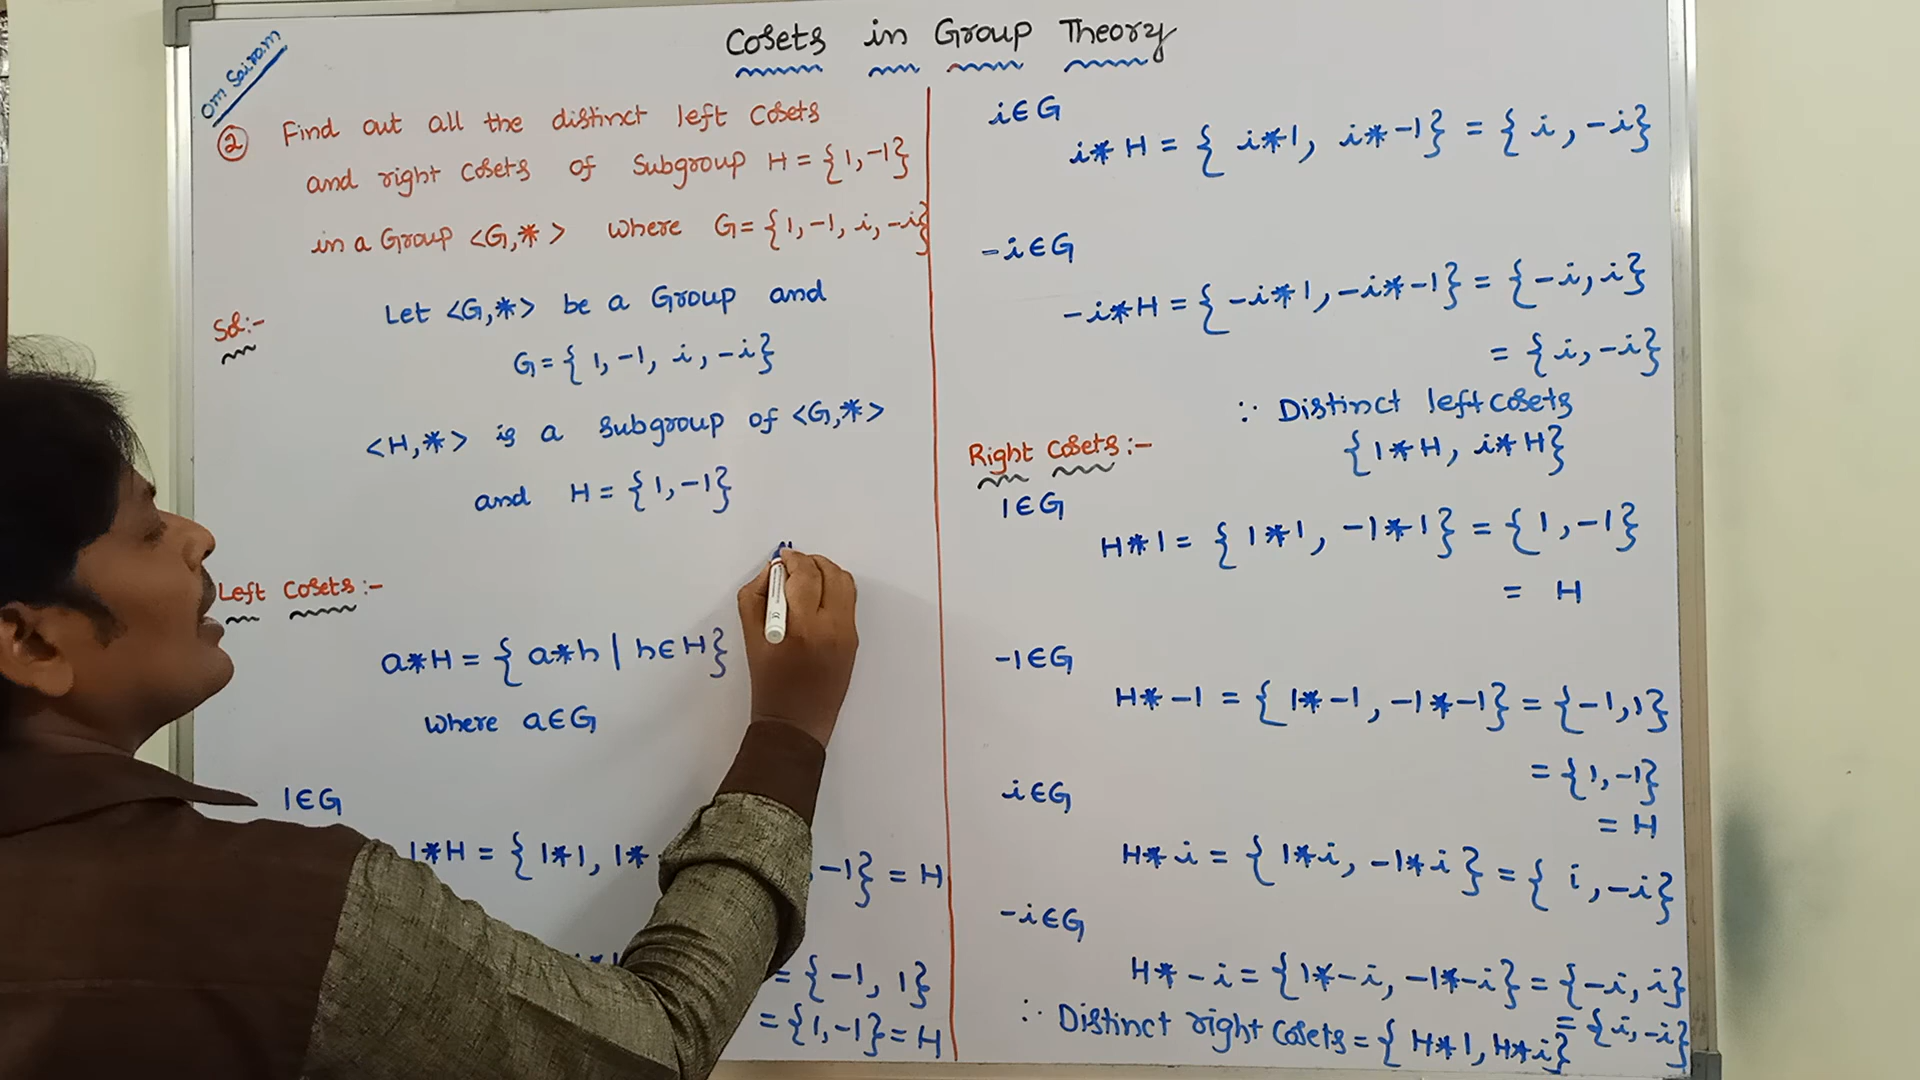 Cosets in Group Theory
Om Sairam
② Find out all the distinct left Cosets
and right Cosets of Subgroup H = {1, -1}
in a Group <G,*> where G = {1, -1, i, -i}
Sol:-
Let <G,*> be a Group and
G = {1, -1, i, -i}
<H,*> is a subgroup of <G,*>
and H = {1, -1}
Left Cosets :-
a*H = {a*h | h∈H}
where a∈G
1∈G
1*H = {1*1, 1*
-1} = H
= {-1, 1}
= {1, -1} = H
i∈G
i*H = { i*1, i*-1} = {i, -i}
-i∈G
-i*H = {-i*1, -i*-1} = {-i, i}
= {i, -i}
∵ Distinct left cosets
{1*H, i*H}
Right Cosets :-
1∈G
H*1 = {1*1, -1*1} = {1, -1}
= H
-1∈G
H*-1 = {1*-1, -1*-1} = {-1, 1}
= {1, -1}
= H
i∈G
H*i = {1*i, -1*i} = {i, -i}
-i∈G
H*-i = {1*-i, -1*-i} = {-i, i}
= {i, -i}
∵ Distinct right Cosets = {H*1, H*i}